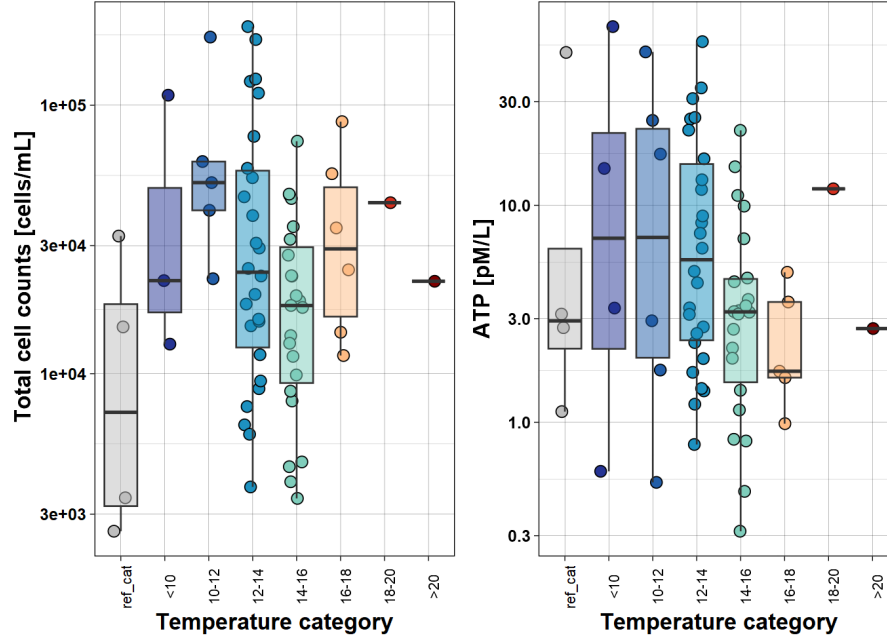 Total cell counts [cells/mL]
1e+05
3e+04
1e+04
3e+03
ref_cat
<10
10-12
12-14
14-16
16-18
18-20
>20
Temperature category
ATP [pM/L]
30.0
10.0
3.0
1.0
0.3
ref_cat
<10
10-12
12-14
14-16
16-18
18-20
>20
Temperature category